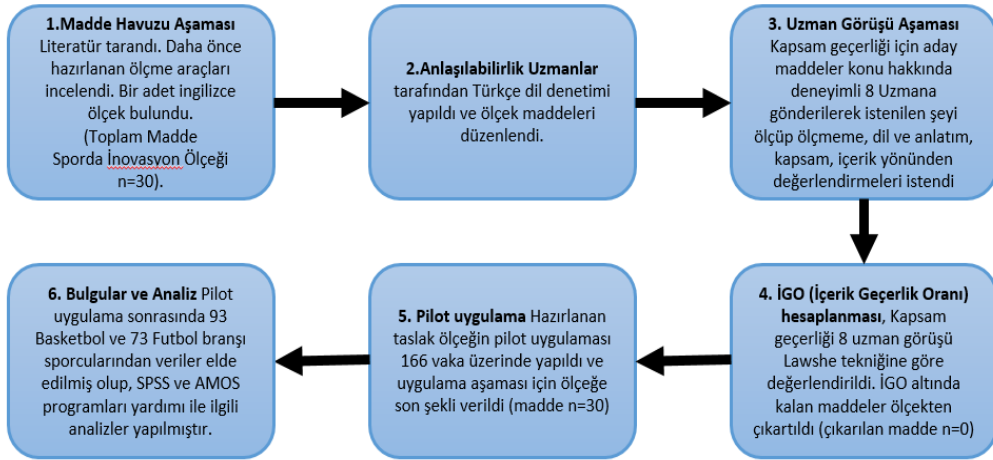 1.Madde Havuzu Aşaması
Literatür tarandı. Daha önce
hazırlanan ölçme araçları
incelendi. Bir adet ingilizce
ölçek bulundu.
(Toplam Madde
Sporda İnovasyon Ölçeği
n=30).
2.Anlaşılabilirlik Uzmanlar
tarafından Türkçe dil denetimi
yapıldı ve ölçek maddeleri
düzenlendi.
3. Uzman Görüşü Aşaması
Kapsam geçerliği için aday
maddeler konu hakkında
deneyimli 8 Uzmana
gönderilerek istenilen şeyi
ölçüp ölçmeme, dil ve anlatım,
kapsam, içerik yönünden
değerlendirmeleri istendi
4. İGO (İçerik Geçerlik Oranı)
hesaplanması, Kapsam
geçerliği 8 uzman görüşü
Lawshe tekniğine göre
değerlendirildi. İGO altında
kalan maddeler ölçekten
çıkartıldı (çıkarılan madde n=0)
5. Pilot uygulama Hazırlanan
taslak ölçeğin pilot uygulaması
166 vaka üzerinde yapıldı ve
uygulama aşaması için ölçeğe
son şekli verildi (madde n=30)
6. Bulgular ve Analiz Pilot
uygulama sonrasında 93
Basketbol ve 73 Futbol branşı
sporcularından veriler elde
edilmiş olup, SPSS ve AMOS
programları yardımı ile ilgili
analizler yapılmıştır.